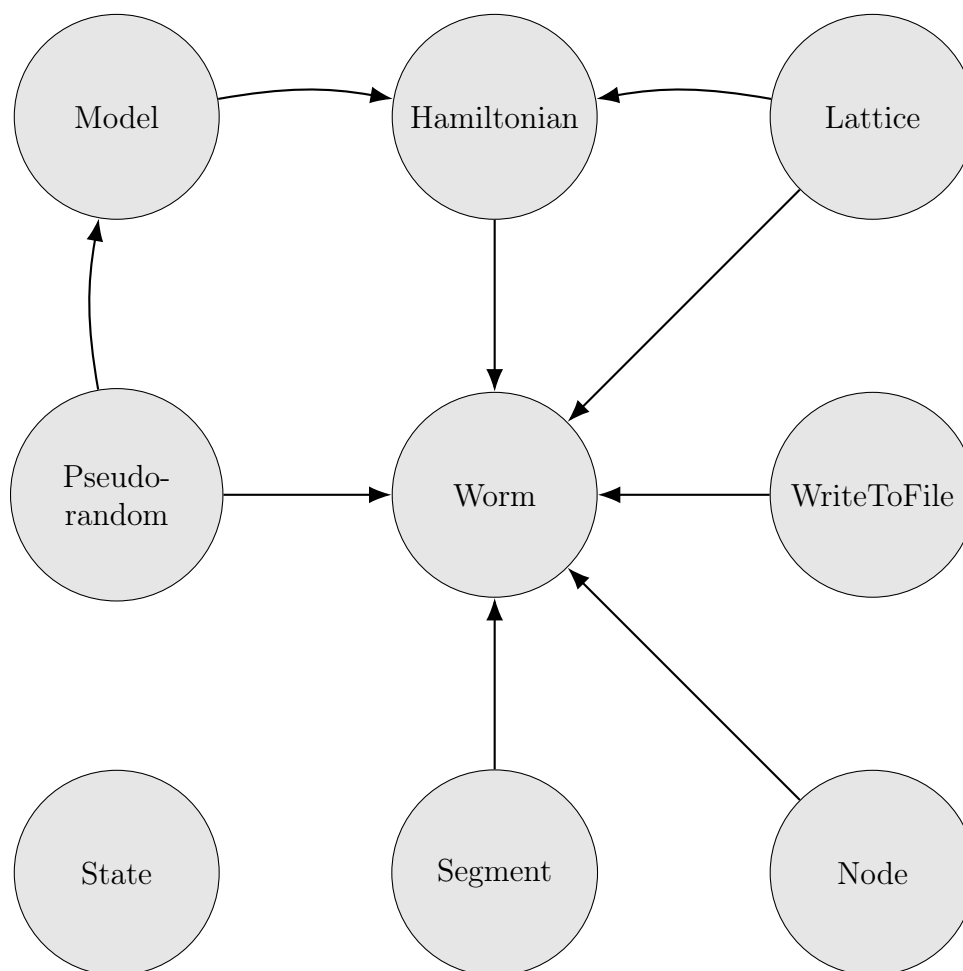 Model
Hamiltonian
Lattice
Pseudo-
random
Worm
WriteToFile
State
Segment
Node